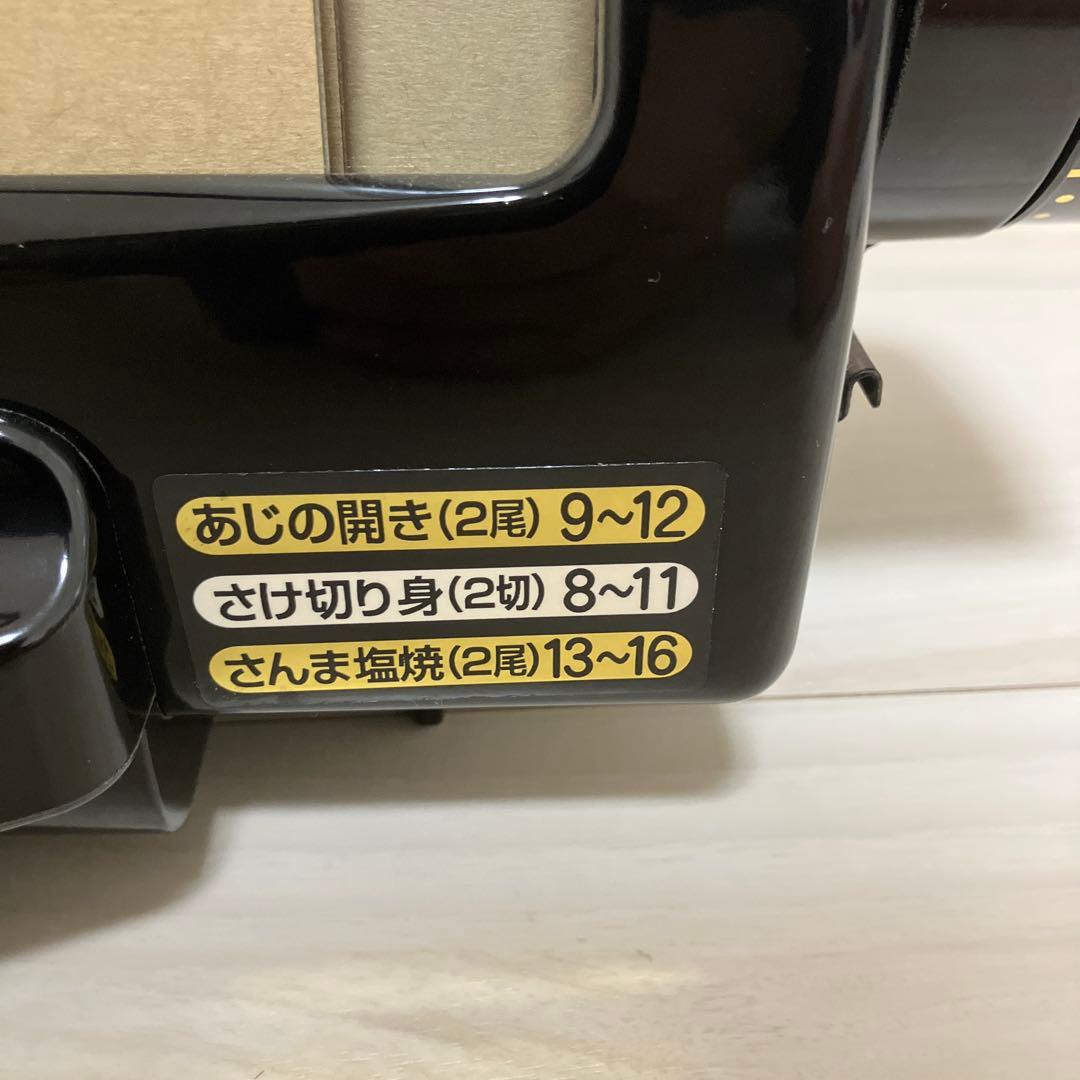 あじの開き(2尾) 9~12
さけ切り身(2切) 8~11
さんま塩焼(2尾) 13~16